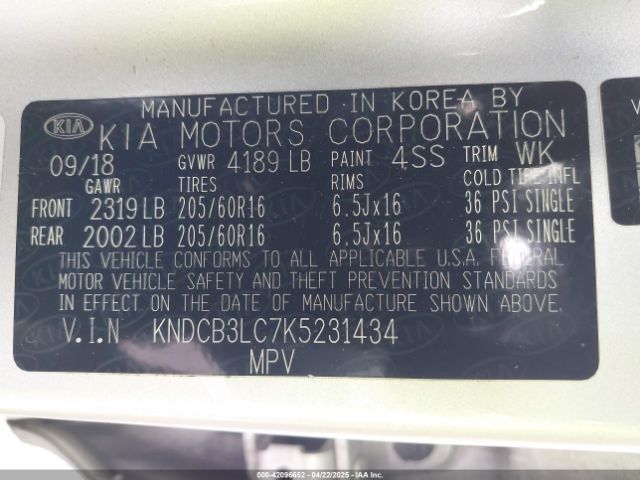 MANUFACTURED IN KOREA BY
KIA KIA MOTORS CORPORATION
09/18 GVWR 4189 LB PAINT 4SS TRIM WK
GAWR TIRES RIMS COLD TIRE INFL
FRONT 2319 LB 205/60R16 6.5Jx16 36 PSI SINGLE
REAR 2002 LB 205/60R16 6.5Jx16 36 PSI SINGLE
THIS VEHICLE CONFORMS TO ALL APPLICABLE U.S.A. FEDERAL
MOTOR VEHICLE SAFETY AND THEFT PREVENTION STANDARDS
IN EFFECT ON THE DATE OF MANUFACTURE SHOWN ABOVE.
V.I.N KNDCB3LC7K5231434
MPV
000-42095652 - 04/22/2025 - IAAI.COM